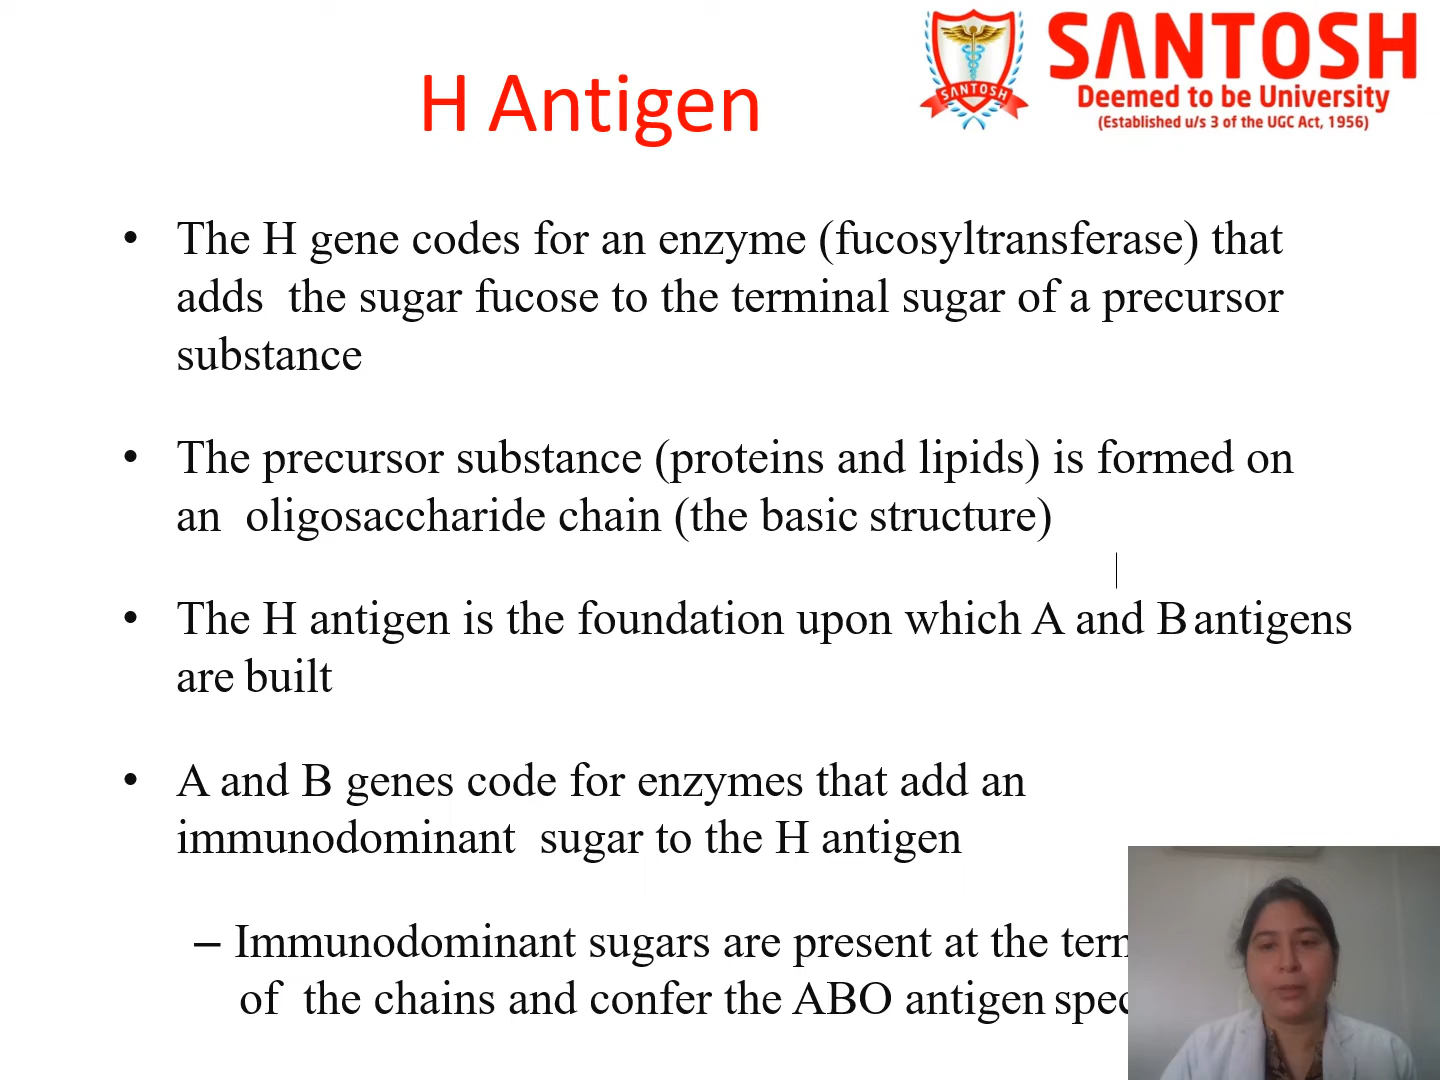 SANTOSH
Deemed to be University
(Established u/s 3 of the UGC Act, 1956)
SANTOSH
H Antigen
• The H gene codes for an enzyme (fucosyltransferase) that
adds the sugar fucose to the terminal sugar of a precursor
substance
• The precursor substance (proteins and lipids) is formed on
an oligosaccharide chain (the basic structure)
• The H antigen is the foundation upon which A and B antigens
are built
• A and B genes code for enzymes that add an
immunodominant sugar to the H antigen
– Immunodominant sugars are present at the
of the chains and confer the ABO antigen